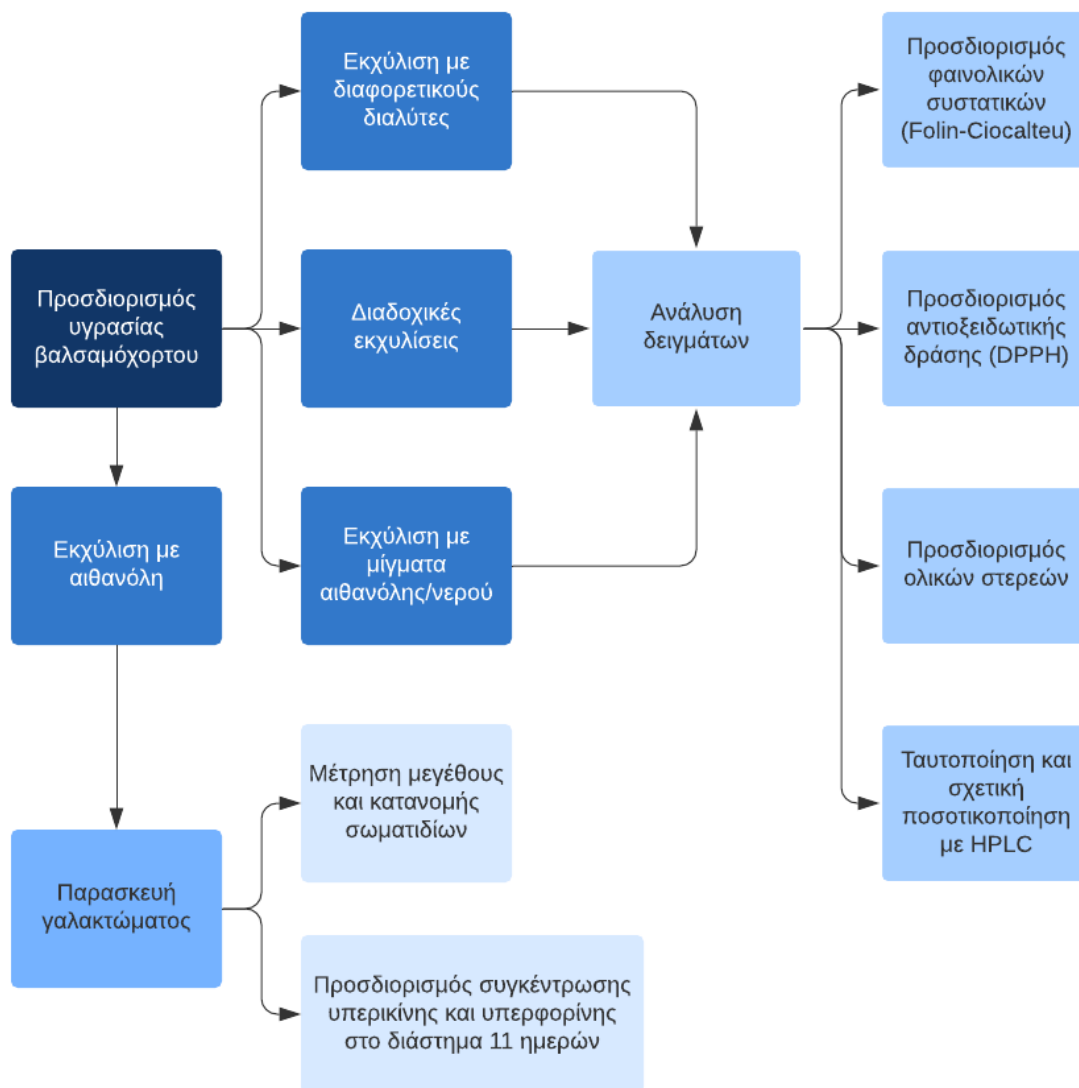 Εκχύλιση με
διαφορετικούς
διαλύτες
Προσδιορισμός
φαινολικών
συστατικών
(Folin-Ciocalteu)
Προσδιορισμός
υγρασίας
βαλσαμόχορτου
Διαδοχικές
εκχυλίσεις
Ανάλυση
δειγμάτων
Προσδιορισμός
αντιοξειδωτικής
δράσης (DPPH)
Εκχύλιση με
αιθανόλη
Εκχύλιση με
μίγματα
αιθανόλης/νερού
Προσδιορισμός
ολικών στερεών
Μέτρηση μεγέθους
και κατανομής
σωματιδίων
Ταυτοποίηση και
σχετική
ποσοτικοποίηση
με HPLC
Παρασκευή
γαλακτώματος
Προσδιορισμός συγκέντρωσης
υπερικίνης και υπερφορίνης
στο διάστημα 11 ημερών